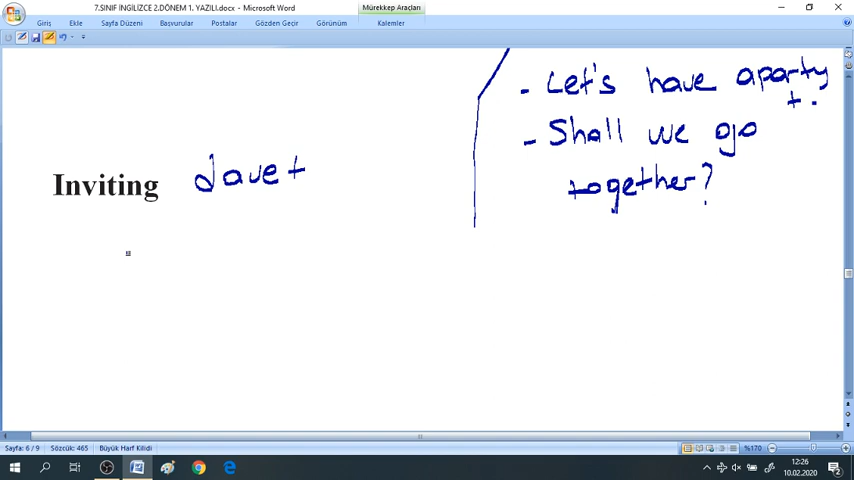 7.SINIF İNGİLİZCE 2.DÖNEM 1. YAZILI.docx - Microsoft Word
Mürekkep Araçları
Giriş Ekle Sayfa Düzeni Başvurular Postalar Gözden Geçir Görünüm Kalemler
- Let's have aparty
- Shall we go
together?
Inviting davet
Sayfa: 6 / 9 Sözcük: 465 Büyük Harf Kilidi
%170
12:26
10.02.2020
2